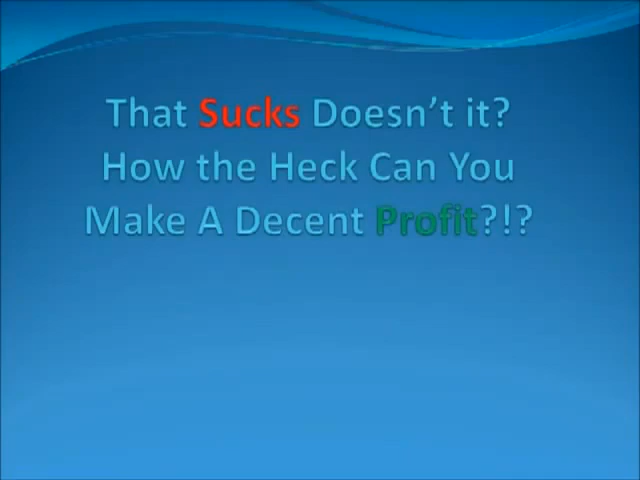 That Sucks Doesn’t it?
How the Heck Can You
Make A Decent Profit?!?